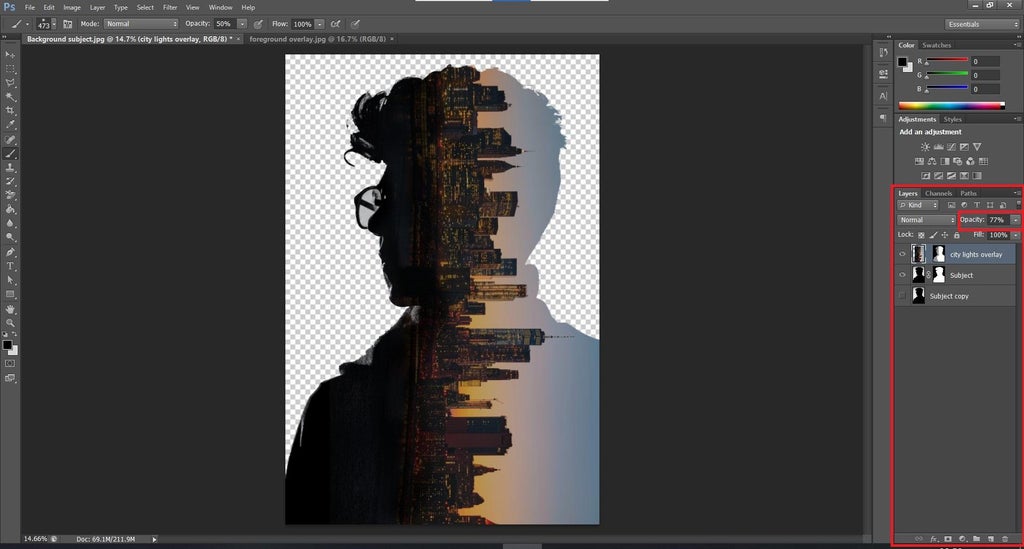 Ps File Edit Image Layer Type Select Filter View Window Help
473 Mode: Normal Opacity: 50% Flow: 100% Essentials
Background subject.jpg @ 14.7% (city lights overlay, RGB/8) * × foreground overlay.jpg @ 16.7% (RGB/8) ×
Color Swatches
R 0
G 0
B 0
Adjustments Styles
Add an adjustment
Layers Channels Paths
Kind
Normal Opacity: 77%
Lock: Fill: 100%
city lights overlay
Subject
Subject copy
14.66% Doc: 69.1M/211.9M